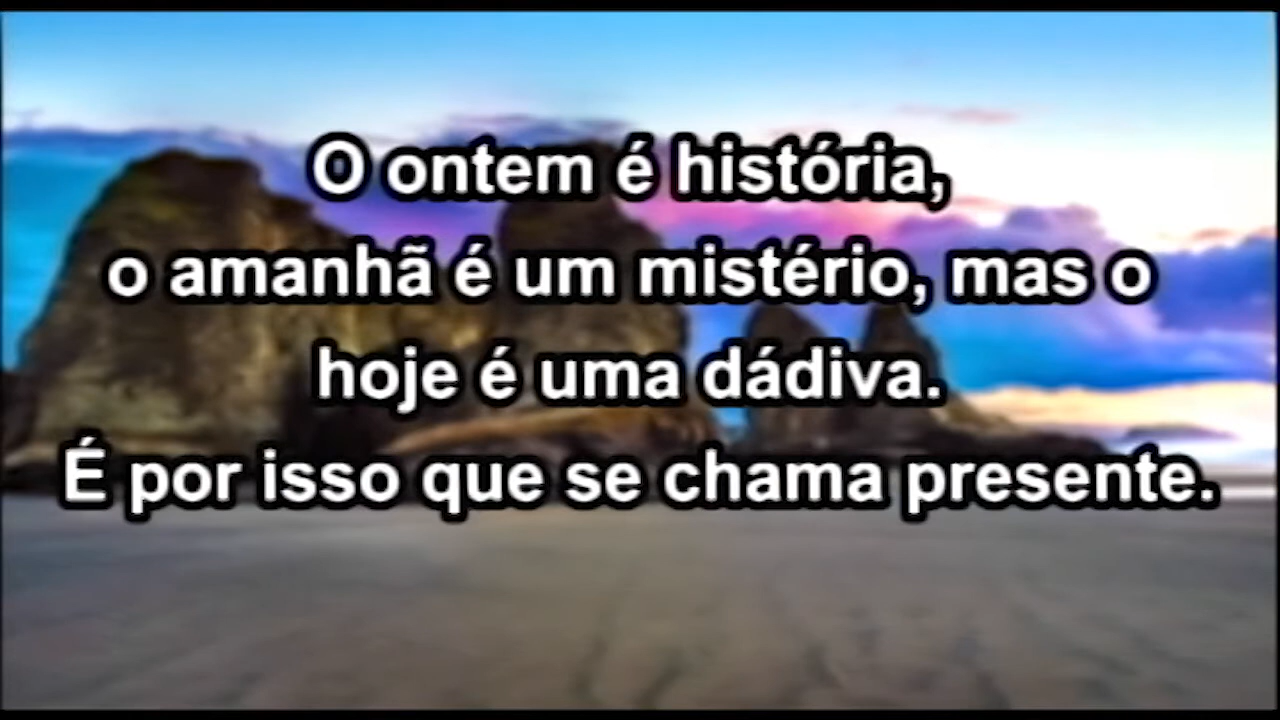 O ontem é história,
o amanhã é um mistério, mas o
hoje é uma dádiva.
É por isso que se chama presente.